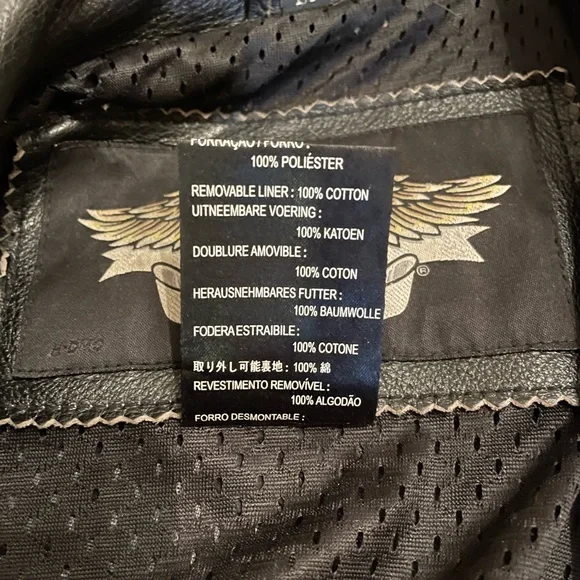 FORRAÇÃO / FORRO :
100% POLIÉSTER
REMOVABLE LINER : 100% COTTON
UITNEEMBARE VOERING :
100% KATOEN
DOUBLURE AMOVIBLE :
100% COTON
HERAUSNEHMBARES FUTTER :
100% BAUMWOLLE
FODERA ESTRAIBILE :
100% COTONE
取り外し可能裏地 : 100% 綿
REVESTIMENTO REMOVÍVEL :
100% ALGODÃO
FORRO DESMONTABLE :
®